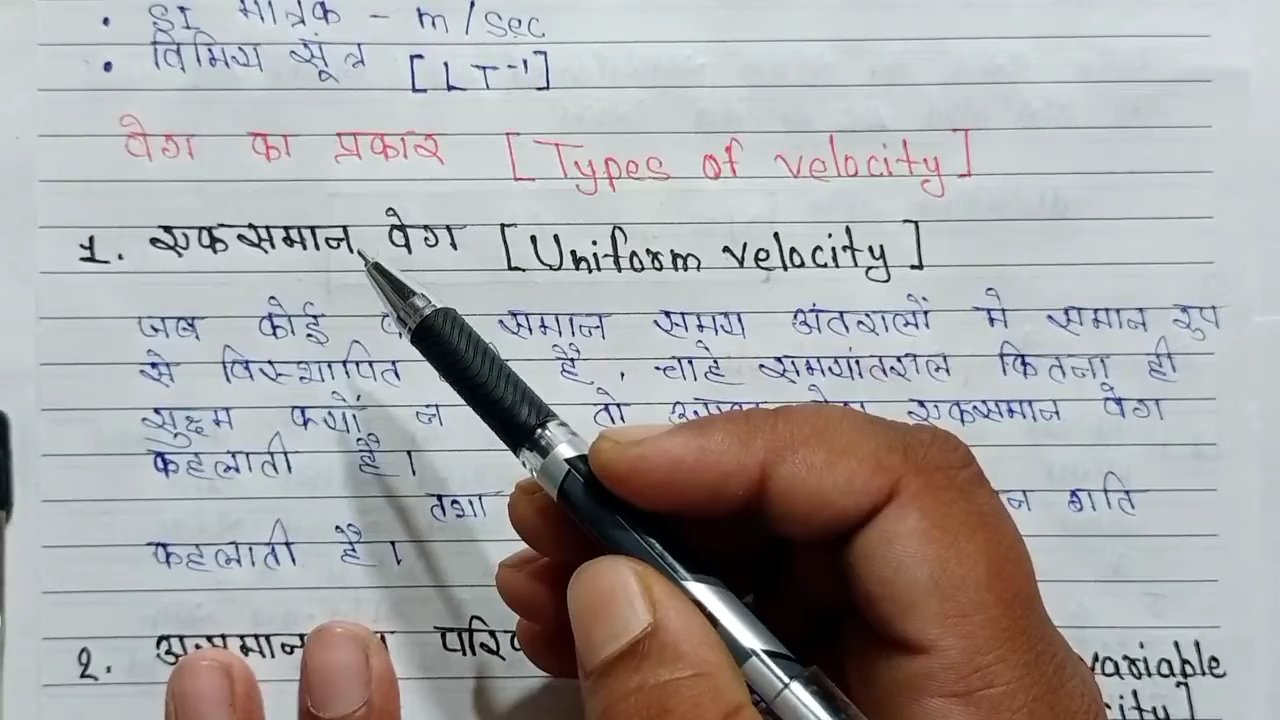 • SI मात्रक - m/sec
• विमिय सूत्र [LT⁻¹]
वेग का प्रकार [Types of velocity]
1. एकसमान वेग [Uniform velocity]
जब कोई समान समय अंतरालों मे समान रुप
से विस्थापित है, चाहे समयांतराल कितना ही
सुक्ष्म क्यों न तो एकसमान वेग
कहलाती है।
तथा गति
कहलाती है।
2. variable